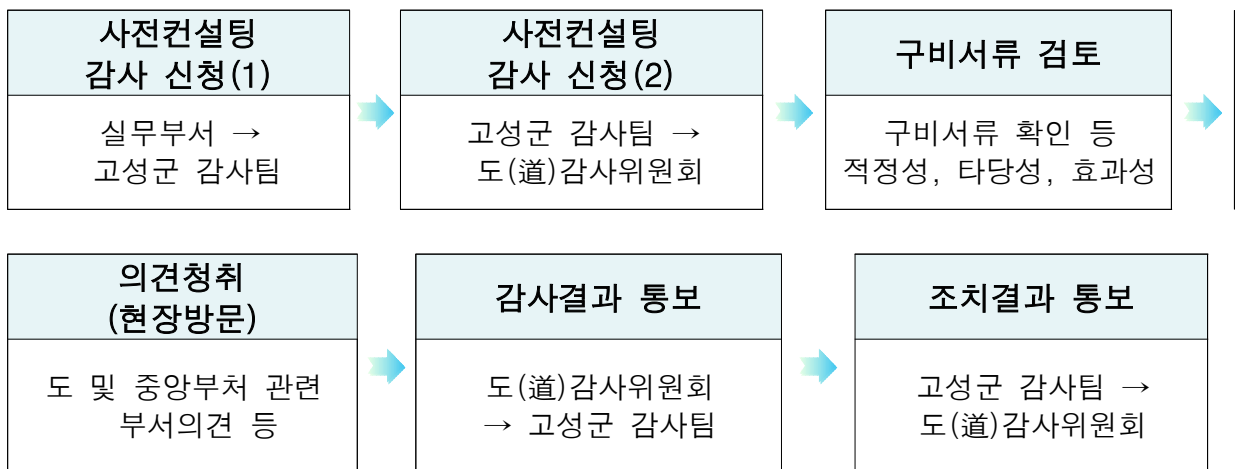 사전컨설팅
감사 신청(1)
실무부서 →
고성군 감사팀
사전컨설팅
감사 신청(2)
고성군 감사팀 →
도(道)감사위원회
구비서류 검토
구비서류 확인 등
적정성, 타당성, 효과성
의견청취
(현장방문)
도 및 중앙부처 관련
부서의견 등
감사결과 통보
도(道)감사위원회
→ 고성군 감사팀
조치결과 통보
고성군 감사팀 →
도(道)감사위원회